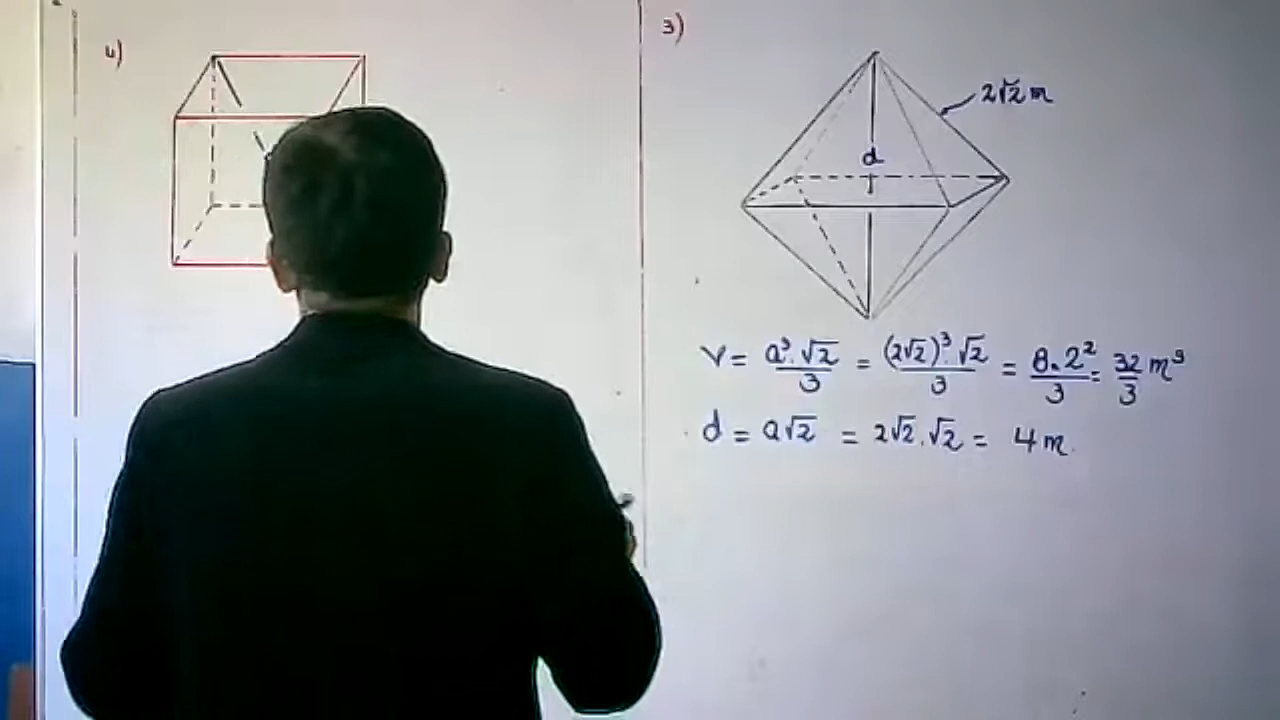 4)
3)
2√2 m
d
V = a³.√2/3 = (2√2)³.√2/3 = 8.2²/3 = 32/3 m³
d = a√2 = 2√2.√2 = 4 m.